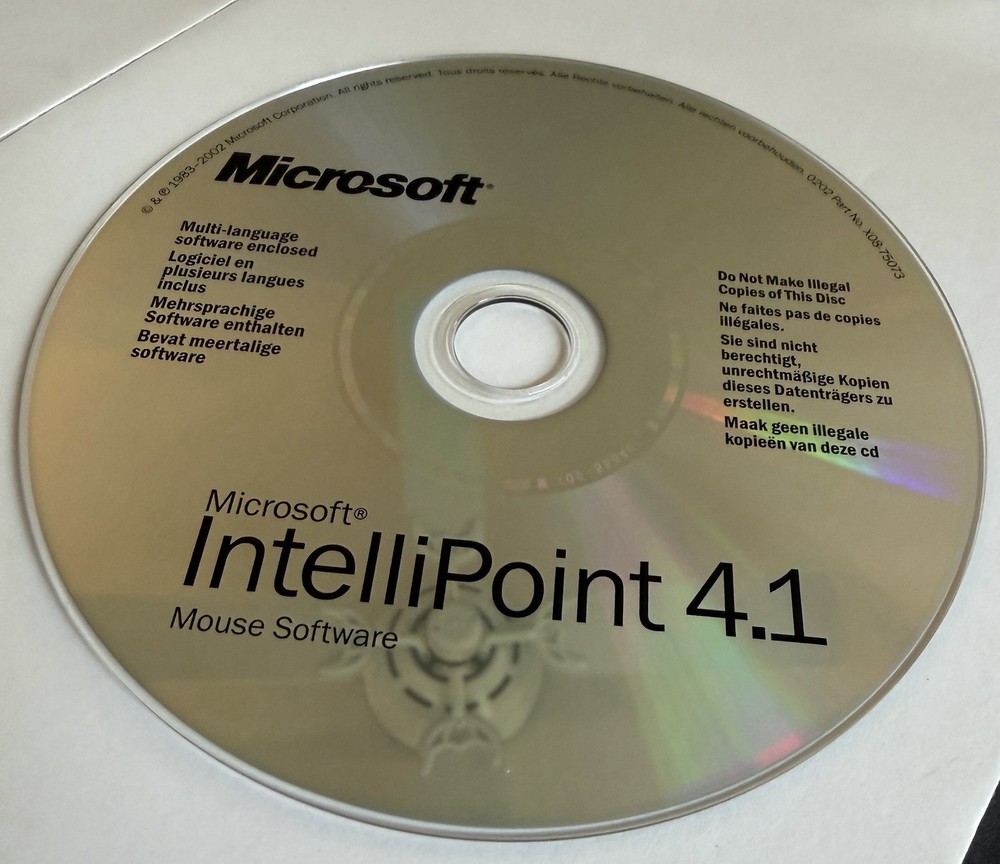 © & ℗ 1983-2002 Microsoft Corporation. All rights reserved. Tous droits réservés. Alle Rechte vorbehalten. Alle rechten voorbehouden. 0202 Part No. X08-75073
Microsoft®
Multi-language
software enclosed
Logiciel en
plusieurs langues
inclus
Mehrsprachige
Software enthalten
Bevat meertalige
software
Do Not Make Illegal
Copies of This Disc
Ne faites pas de copies
illégales.
Sie sind nicht
berechtigt,
unrechtmäßige Kopien
dieses Datenträgers zu
erstellen.
Maak geen illegale
kopieën van deze cd
Microsoft®
IntelliPoint 4.1
Mouse Software